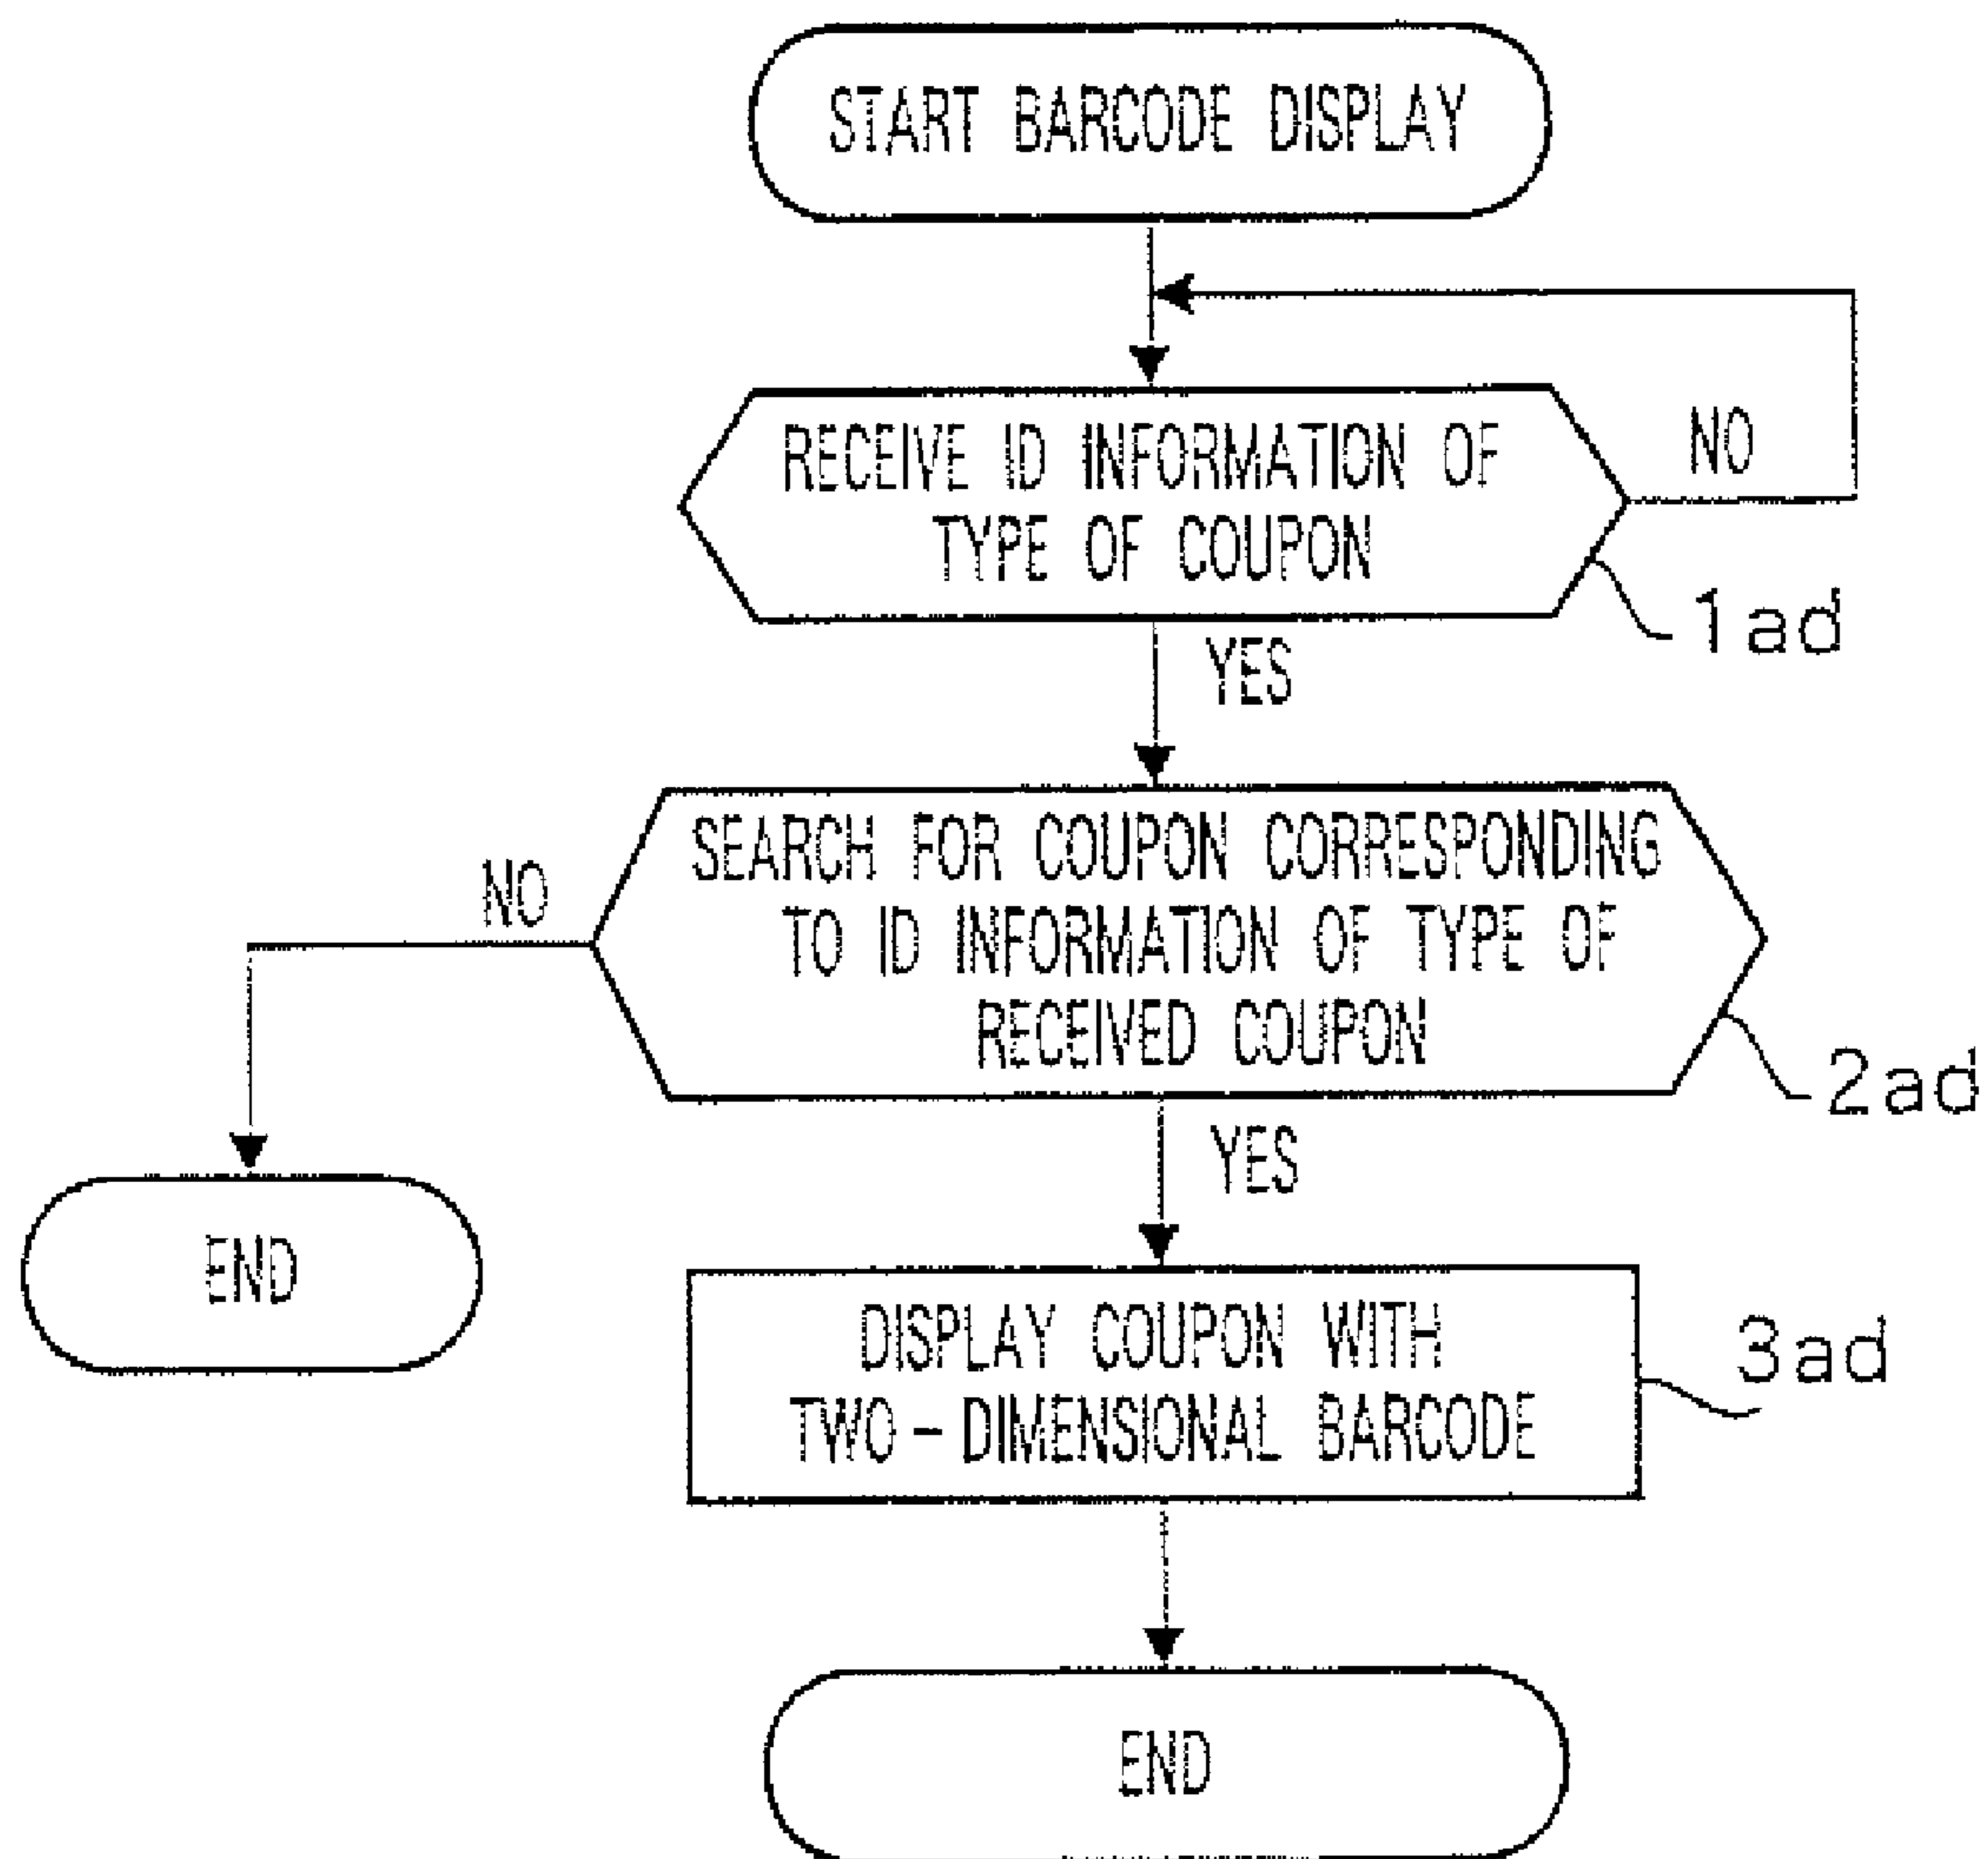 START BARCODE DISPLAY
RECEIVE ID INFORMATION OF
TYPE OF COUPON
NO
1ad
YES
SEARCH FOR COUPON CORRESPONDING
TO ID INFORMATION OF TYPE OF
RECEIVED COUPON
NO
2ad
YES
END
DISPLAY COUPON WITH
TWO-DIMENSIONAL BARCODE
3ad
END